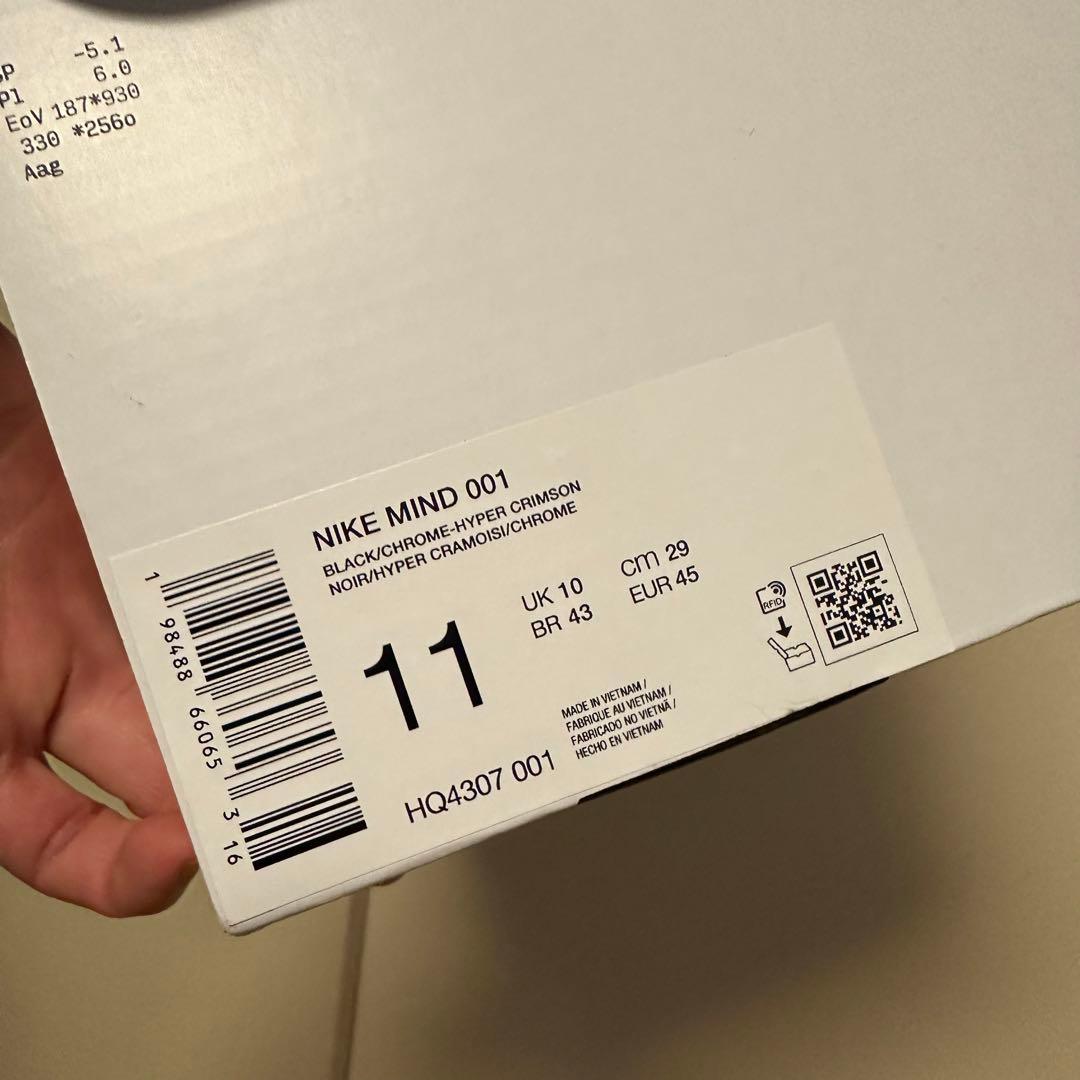 -5.1
P1 6.0
EoV 187*930
330 *256o
Aag
NIKE MIND 001
BLACK/CHROME-HYPER CRIMSON
NOIR/HYPER CRAMOISI/CHROME
UK 10 cm 29
BR 43 EUR 45
11
MADE IN VIETNAM /
FABRIQUE AU VIETNAM /
FABRICADO NO VIETNÃ /
HECHO EN VIETNAM
HQ4307 001
1 98488 66065 3 16
RFID